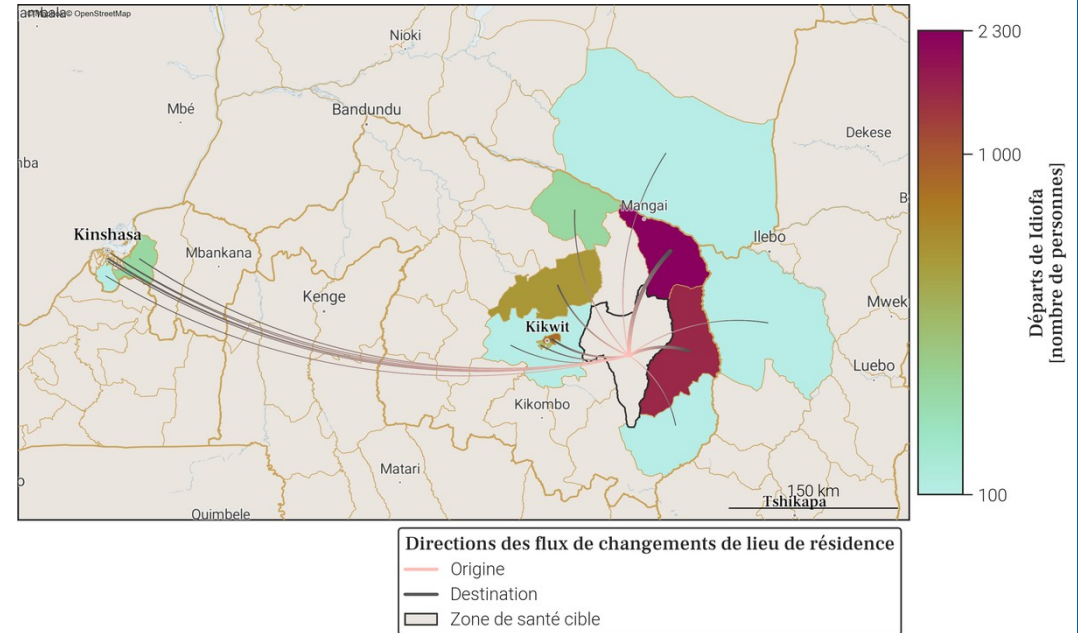 © OpenStreetMap
Nioki
Mbé
Bandundu
Dekese
Mangai
Ilebo
Kinshasa
Mbankana
Kenge
Mwek
Kikwit
Luebo
Kikombo
Matari
150 km
Tshikapa
Quimbele
2 300
1 000
100
Départs de Idiofa
[nombre de personnes]
Directions des flux de changements de lieu de résidence
Origine
Destination
Zone de santé cible